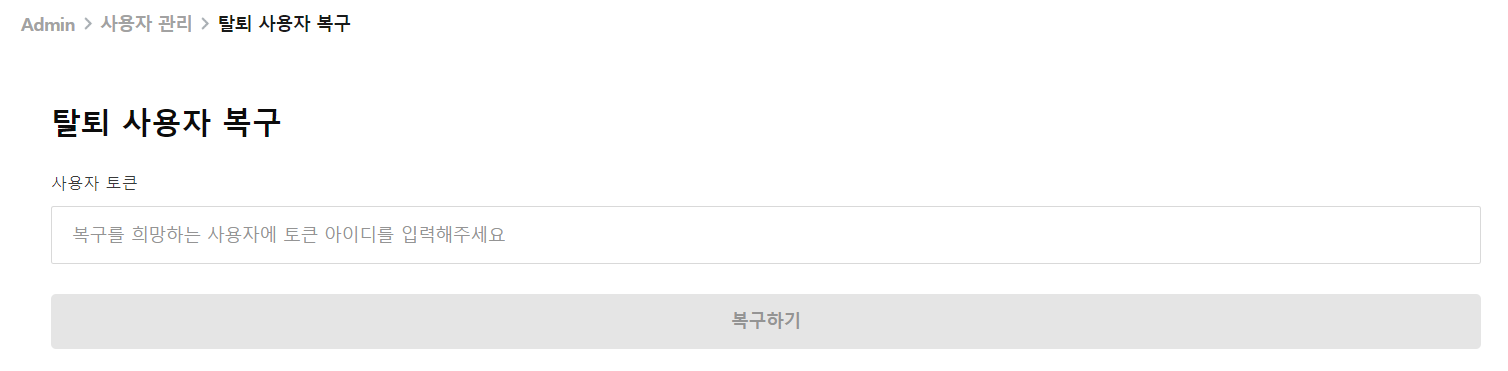 Admin > 사용자 관리 > 탈퇴 사용자 복구
탈퇴 사용자 복구
사용자 토큰
복구를 희망하는 사용자에 토큰 아이디를 입력해주세요
복구하기